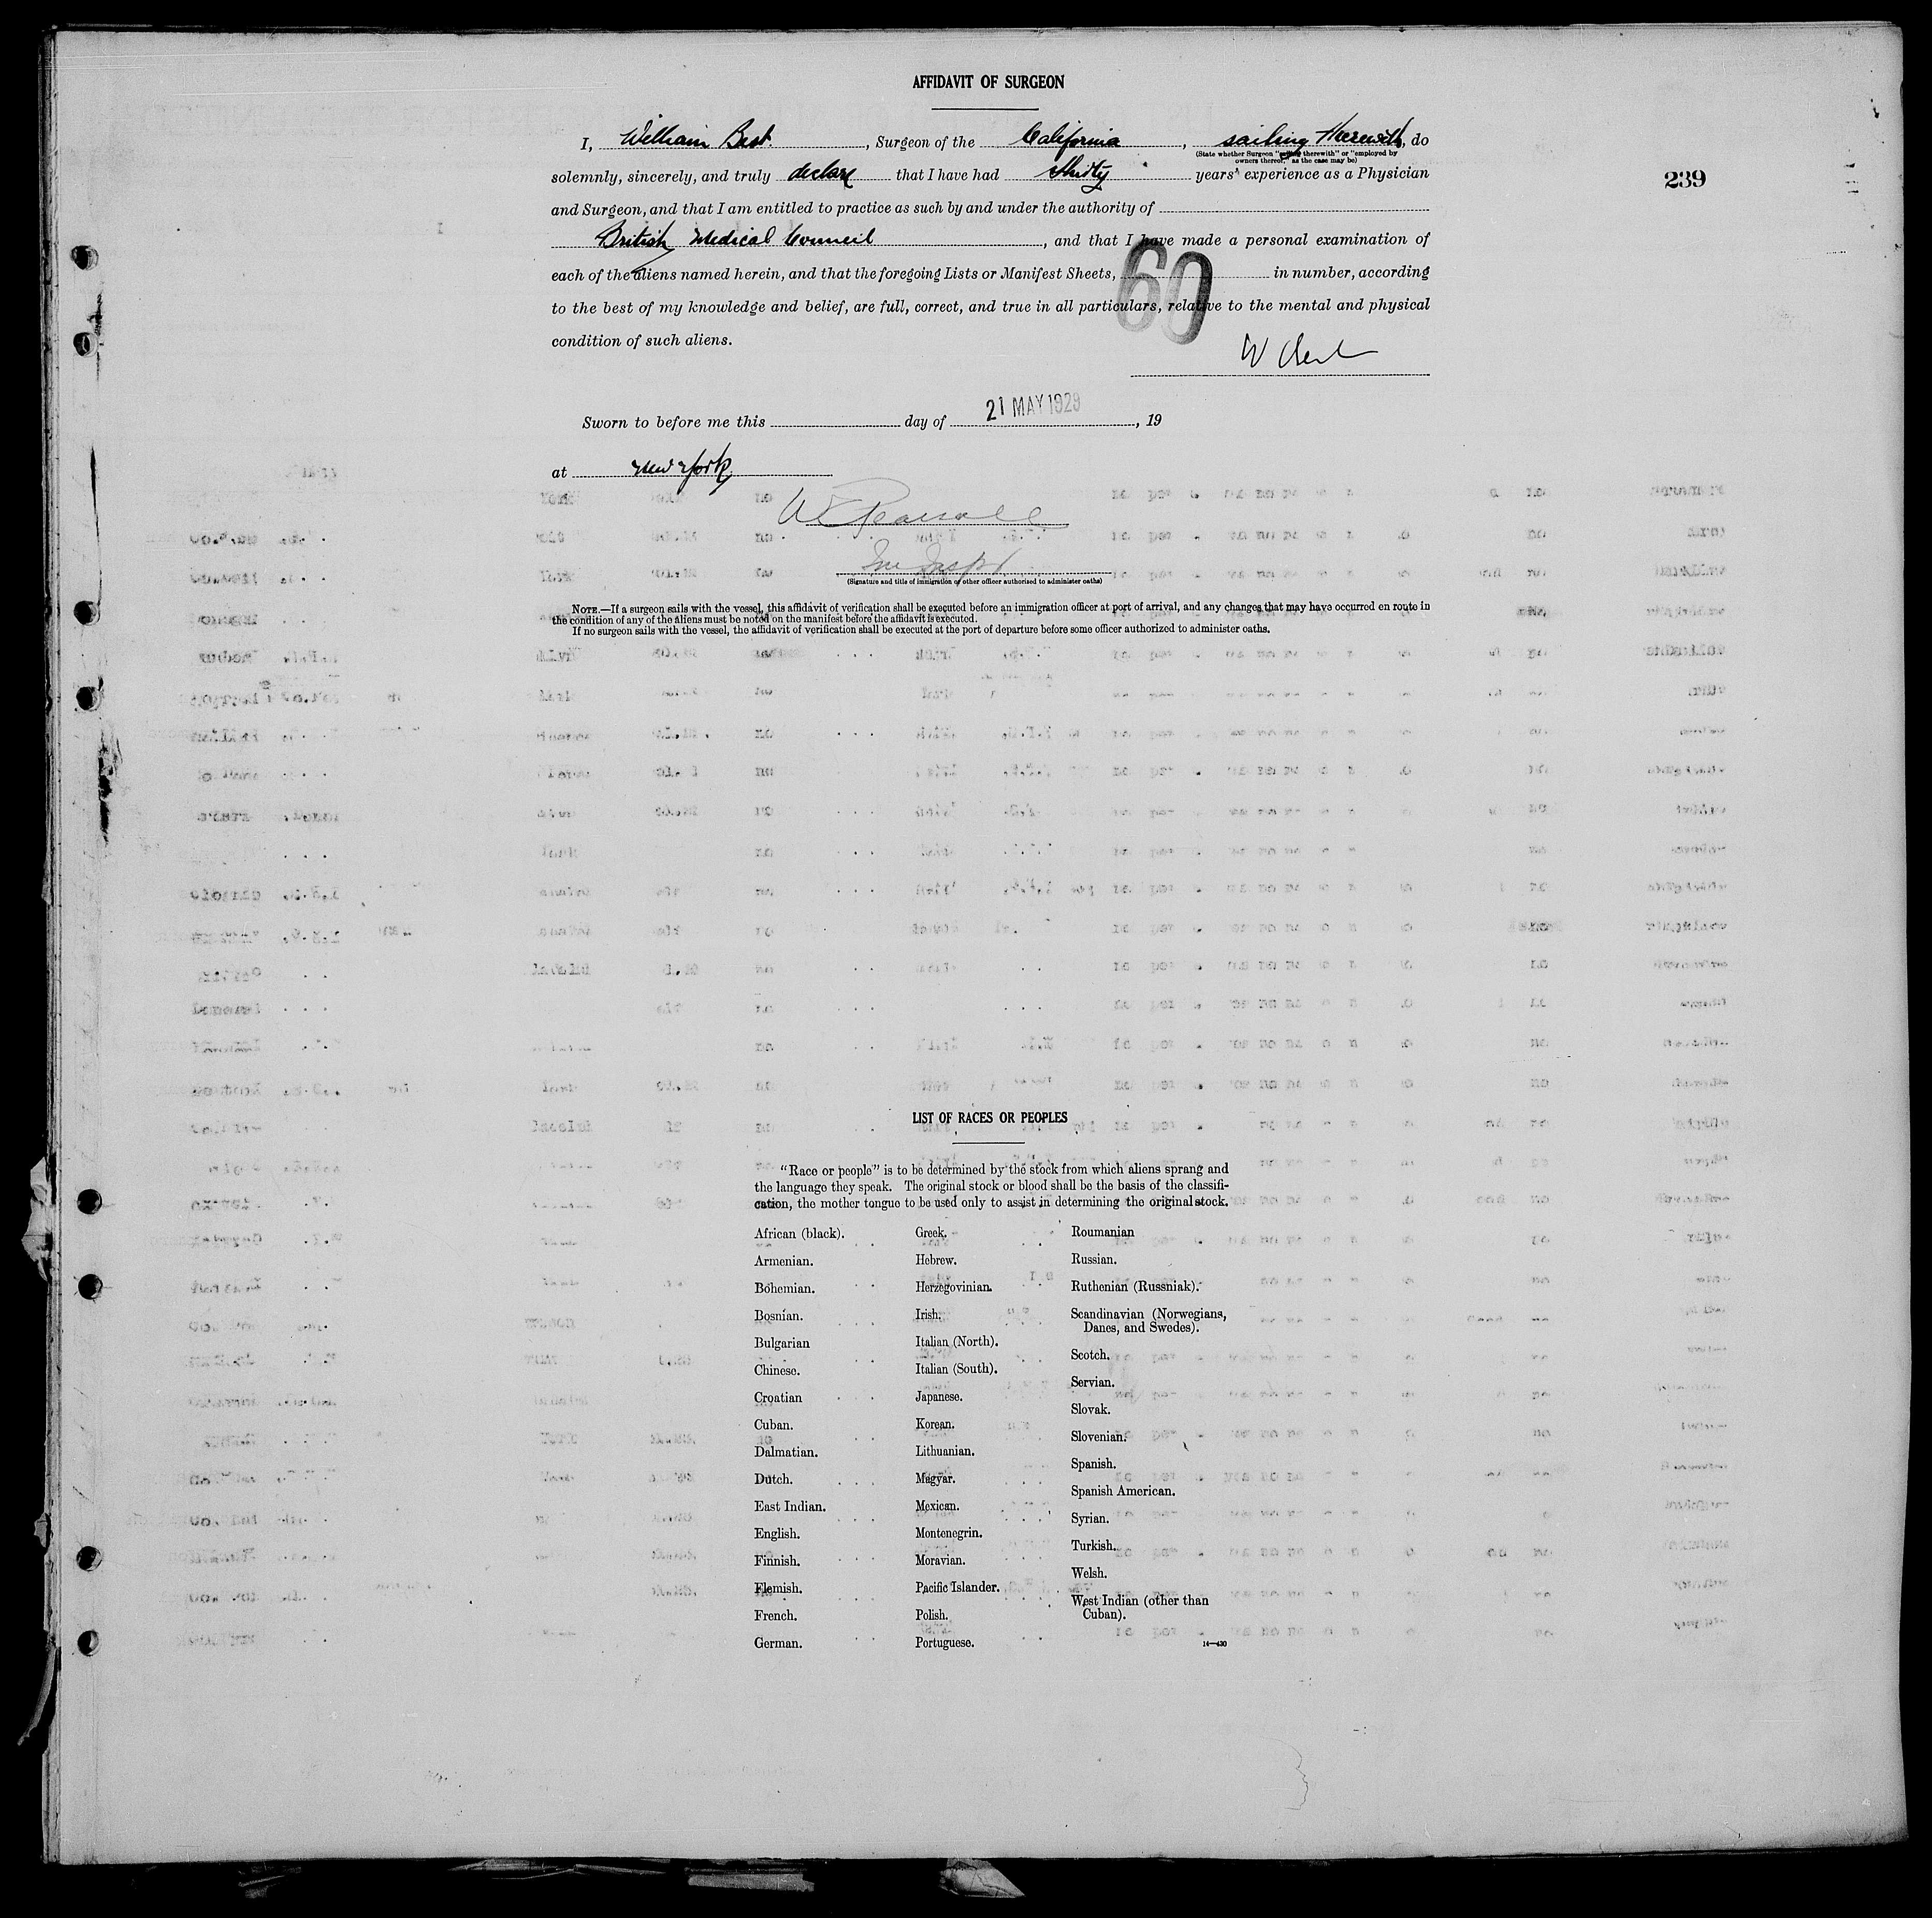 AFFIDAVIT OF SURGEON
I, William Best, Surgeon of the California, sailing therewith, do
(State whether Surgeon "sailing therewith" or "employed by
owners thereof," as the case may be)
solemnly, sincerely, and truly declare that I have had thirty years' experience as a Physician
239
and Surgeon, and that I am entitled to practice as such by and under the authority of
British Medical Council, and that I have made a personal examination of
each of the aliens named herein, and that the foregoing Lists or Manifest Sheets, 60 in number, according
to the best of my knowledge and belief, are full, correct, and true in all particulars, relative to the mental and physical
condition of such aliens.
W Best
Sworn to before me this day of 21 MAY 1929, 19
at New York
(Signature and title of immigration or other officer authorized to administer oaths)
NOTE.—If a surgeon sails with the vessel, this affidavit of verification shall be executed before an immigration officer at port of arrival, and any changes that may have occurred en route in
the condition of any of the aliens must be noted on the manifest before the affidavit is executed.
If no surgeon sails with the vessel, the affidavit of verification shall be executed at the port of departure before some officer authorized to administer oaths.
LIST OF RACES OR PEOPLES
"Race or people" is to be determined by the stock from which aliens sprang and
the language they speak. The original stock or blood shall be the basis of the classifi-
cation, the mother tongue to be used only to assist in determining the original stock.
African (black).
Armenian.
Bohemian.
Bosnian.
Bulgarian
Chinese.
Croatian
Cuban.
Dalmatian.
Dutch.
East Indian.
English.
Finnish.
Flemish.
French.
German.
Greek.
Hebrew.
Herzegovinian.
Irish.
Italian (North).
Italian (South).
Japanese.
Korean.
Lithuanian.
Magyar.
Mexican.
Montenegrin.
Moravian.
Pacific Islander.
Polish.
Portuguese.
Roumanian
Russian.
Ruthenian (Russniak).
Scandinavian (Norwegians,
Danes, and Swedes).
Scotch.
Servian.
Slovak.
Slovenian.
Spanish.
Spanish American.
Syrian.
Turkish.
Welsh.
West Indian (other than
Cuban).
14—430